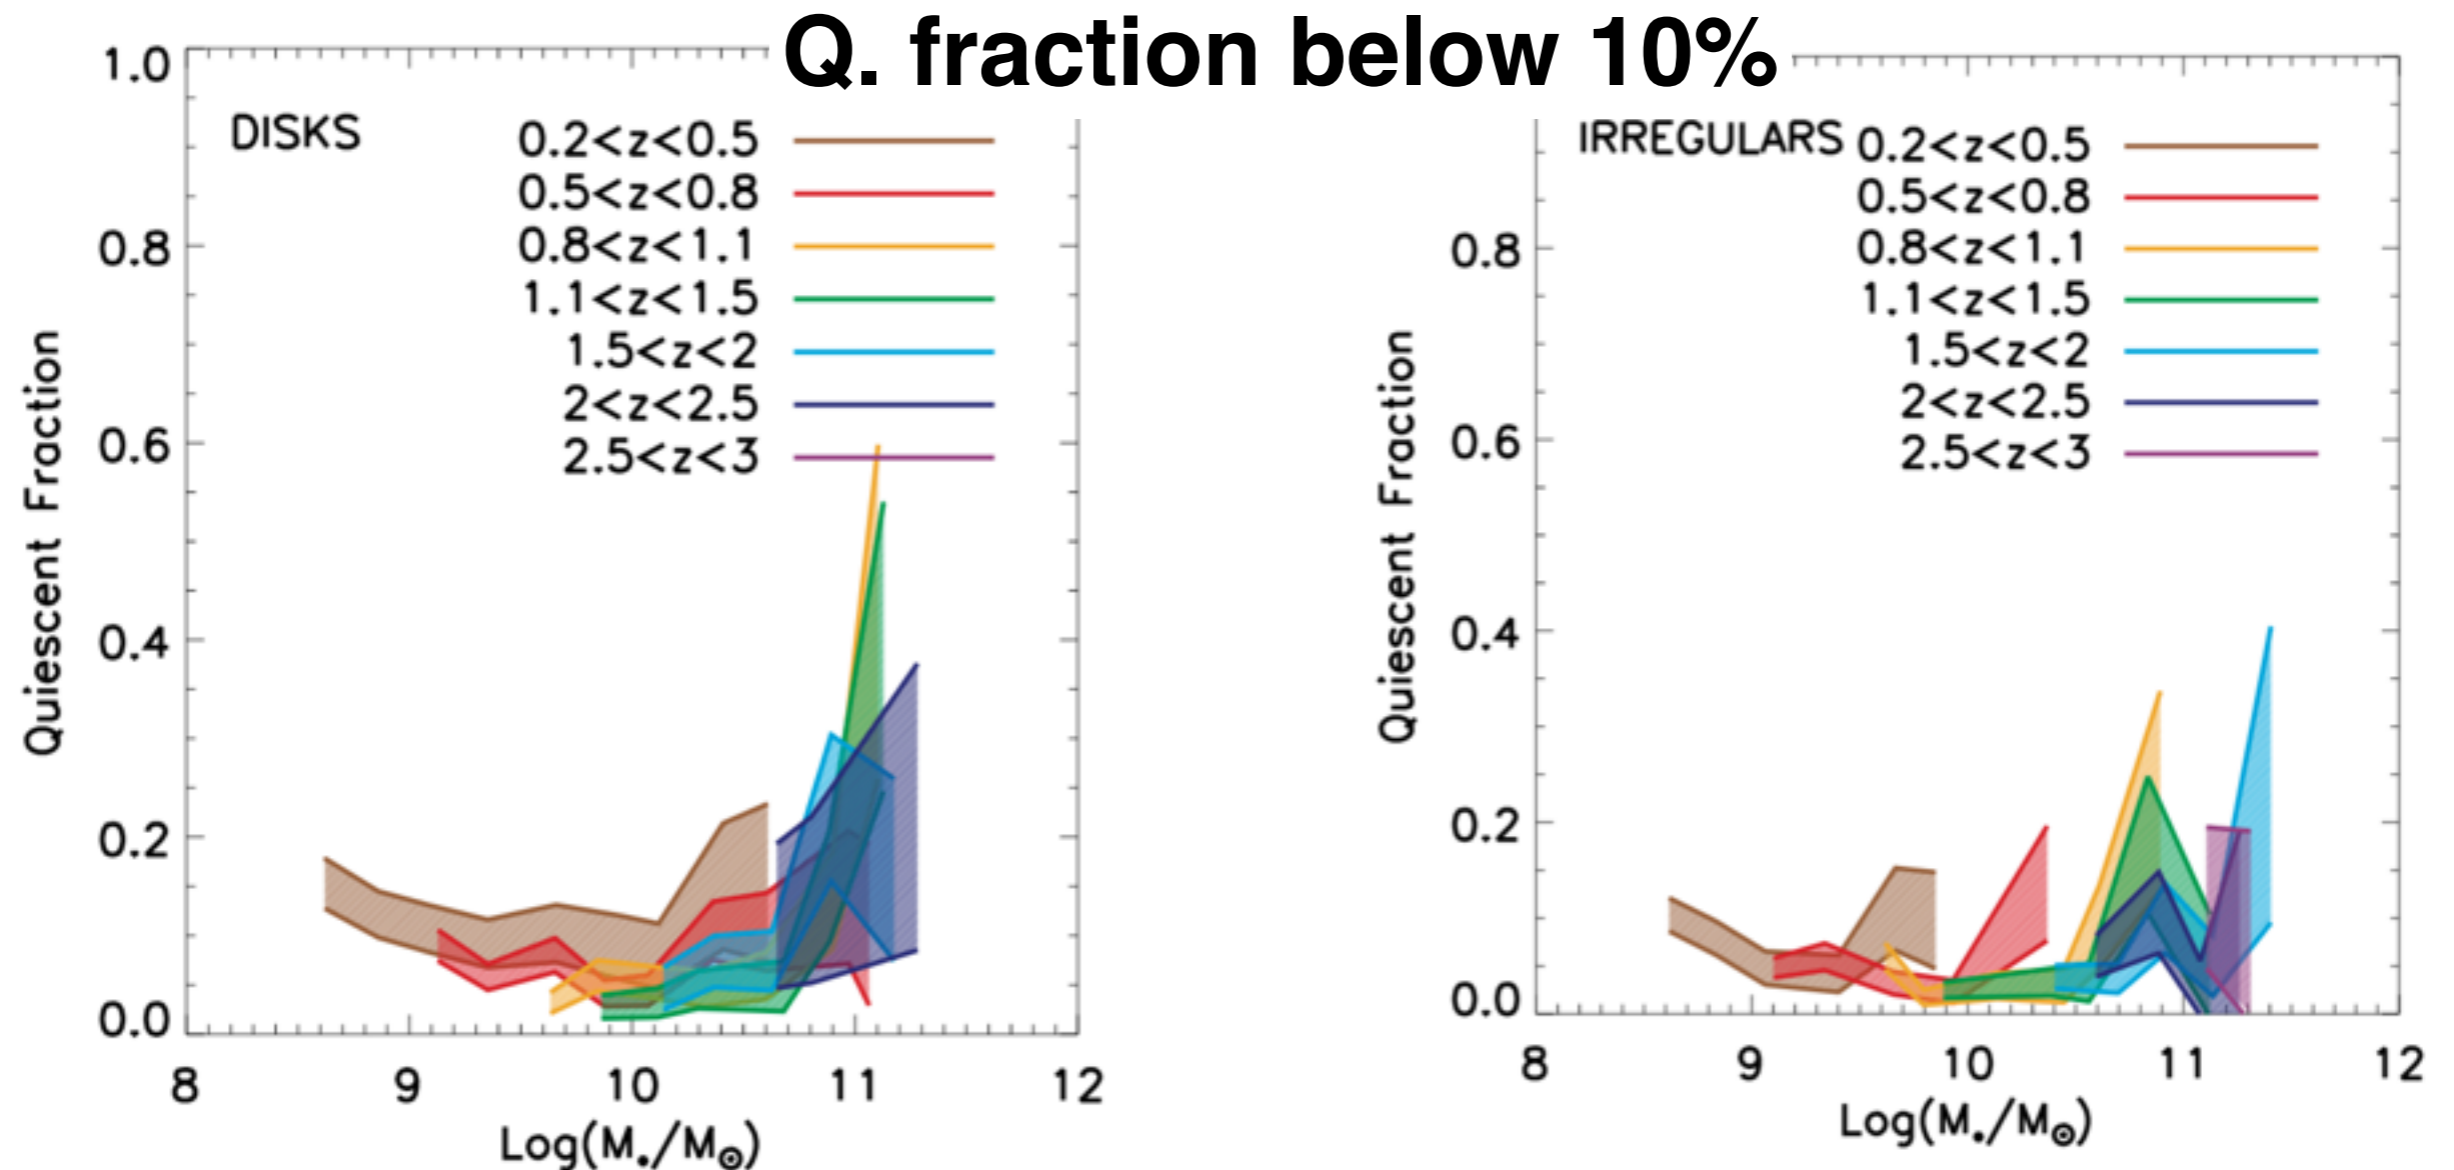 Q. fraction below 10%
DISKS
0.2<z<0.5
0.5<z<0.8
0.8<z<1.1
1.1<z<1.5
1.5<z<2
2<z<2.5
2.5<z<3
1.0
0.8
0.6
0.4
0.2
0.0
Quiescent Fraction
8 9 10 11 12
Log(M⋆/M⊙)
IRREGULARS
0.2<z<0.5
0.5<z<0.8
0.8<z<1.1
1.1<z<1.5
1.5<z<2
2<z<2.5
2.5<z<3
0.8
0.6
0.4
0.2
0.0
Quiescent Fraction
8 9 10 11 12
Log(M⋆/M⊙)